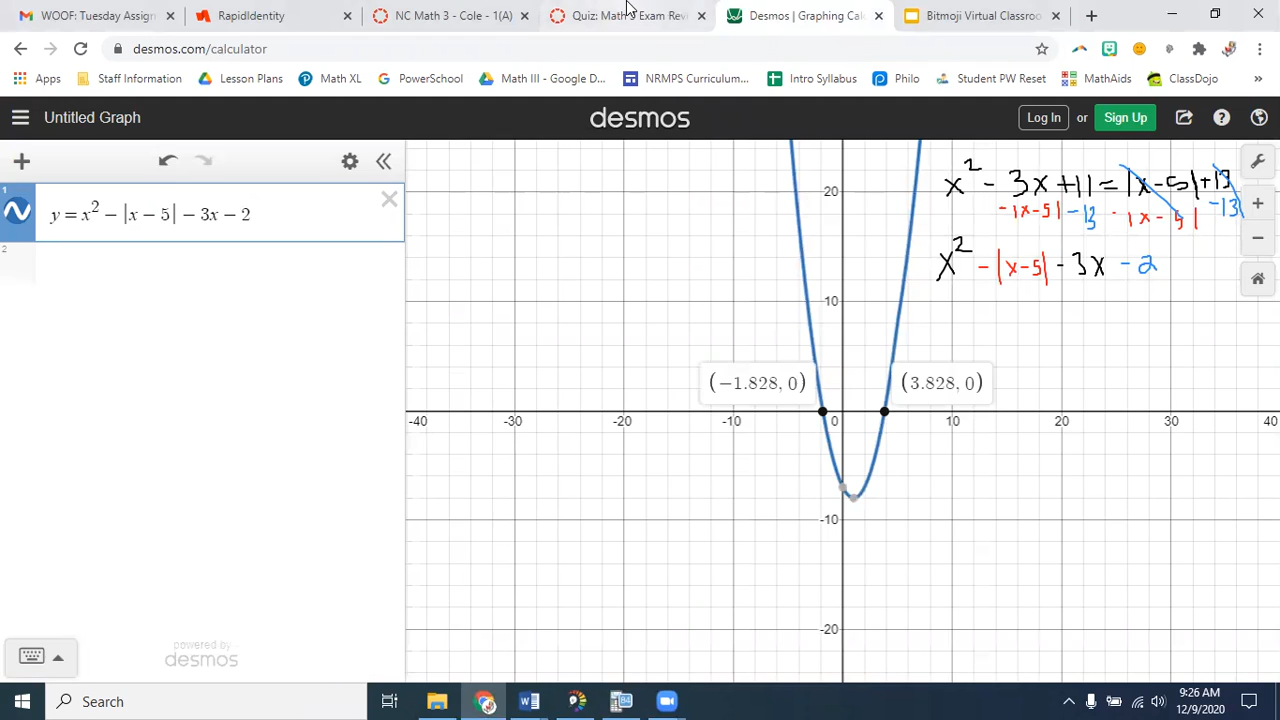 WOOF: Tuesday Assign
RapidIdentity
NC Math 3 - Cole - 1(A)
Quiz: Math Exam Revi
Desmos | Graphing Calc
Bitmoji Virtual Classroo
desmos.com/calculator
Apps
Staff Information
Lesson Plans
Math XL
PowerSchool
Math III - Google D...
NRMPS Curriculum...
Intro Syllabus
Philo
Student PW Reset
MathAids
ClassDojo
»
Untitled Graph
desmos
Log In
or
Sign Up
1
y = x² − |x − 5| − 3x − 2
2
x² - 3x + 11 = |x - 5| + 13
- |x - 5| - 13 - |x - 5| - 13
x² - |x - 5| - 3x - 2
20
10
(−1.828, 0)
(3.828, 0)
-40
-30
-20
-10
0
10
20
30
40
-10
-20
powered by
desmos
Search
9:26 AM
12/9/2020